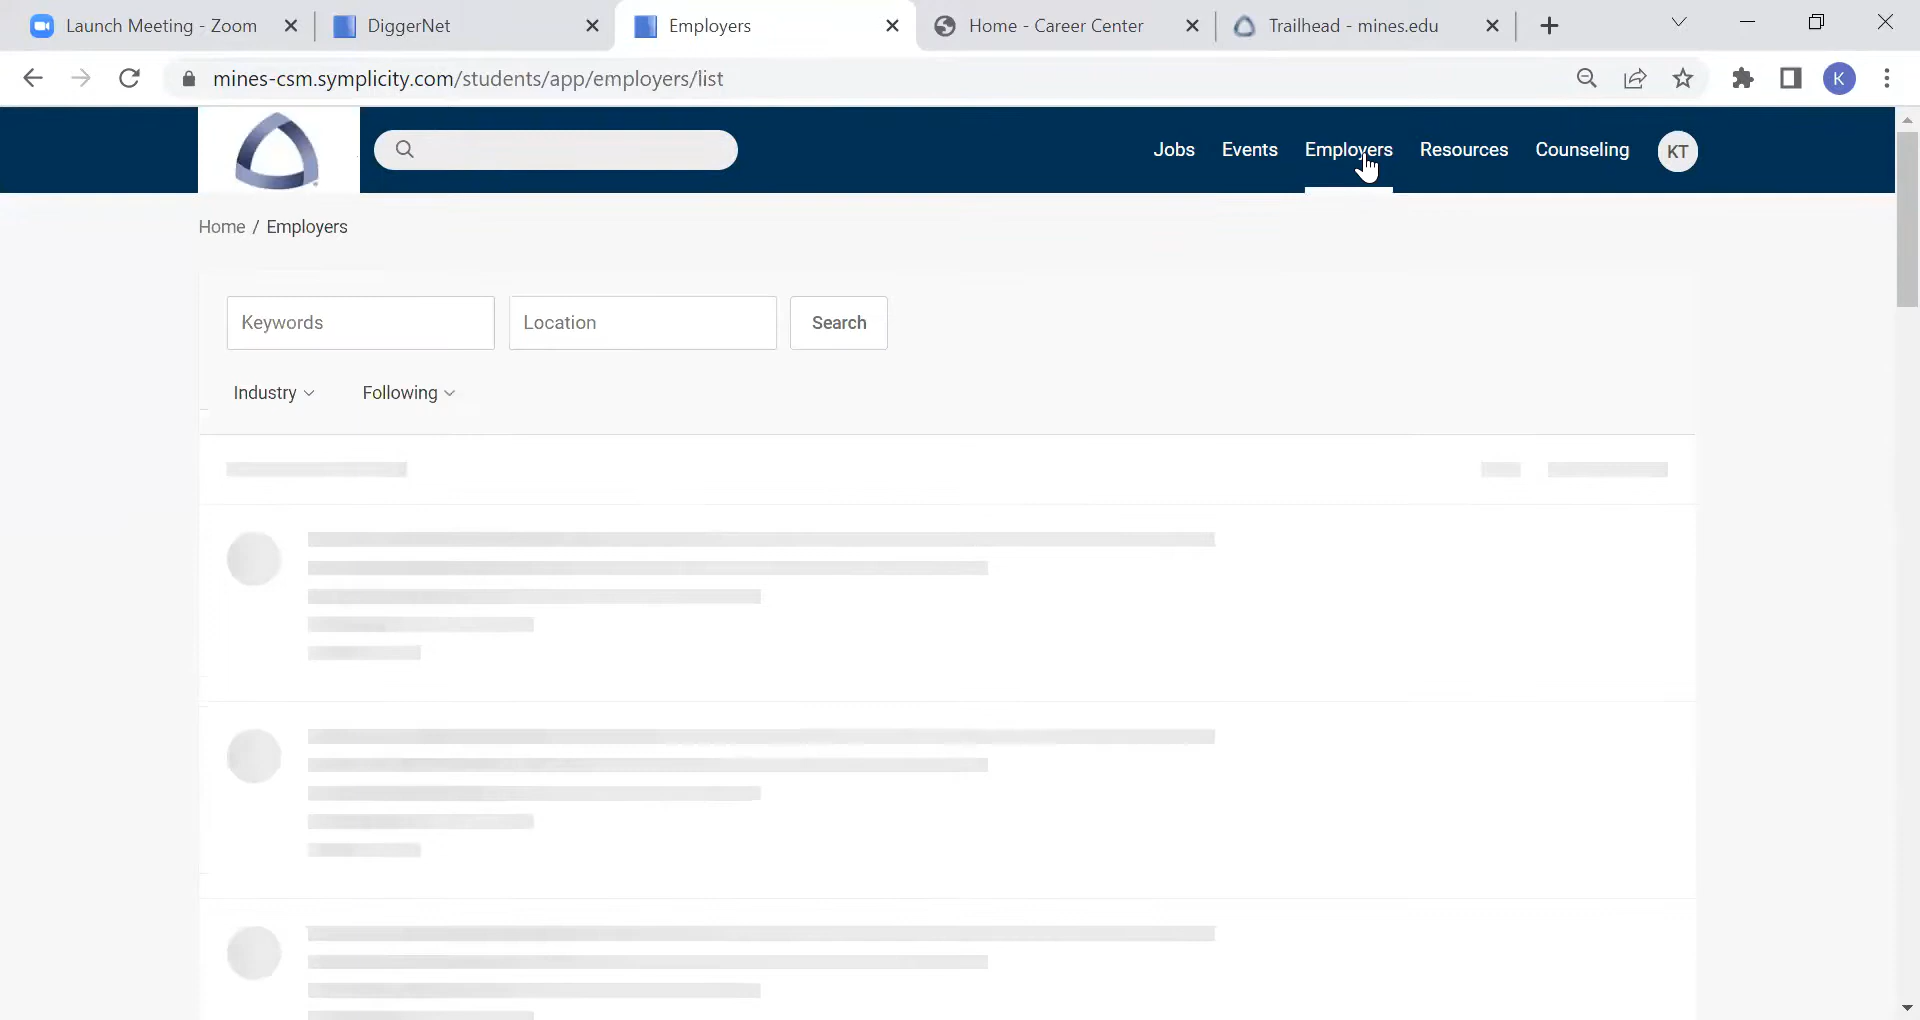 Launch Meeting - Zoom
DiggerNet
Employers
Home - Career Center
Trailhead - mines.edu
mines-csm.symplicity.com/students/app/employers/list
K
Jobs
Events
Employers
Resources
Counseling
KT
Home / Employers
Keywords
Location
Search
Industry
Following